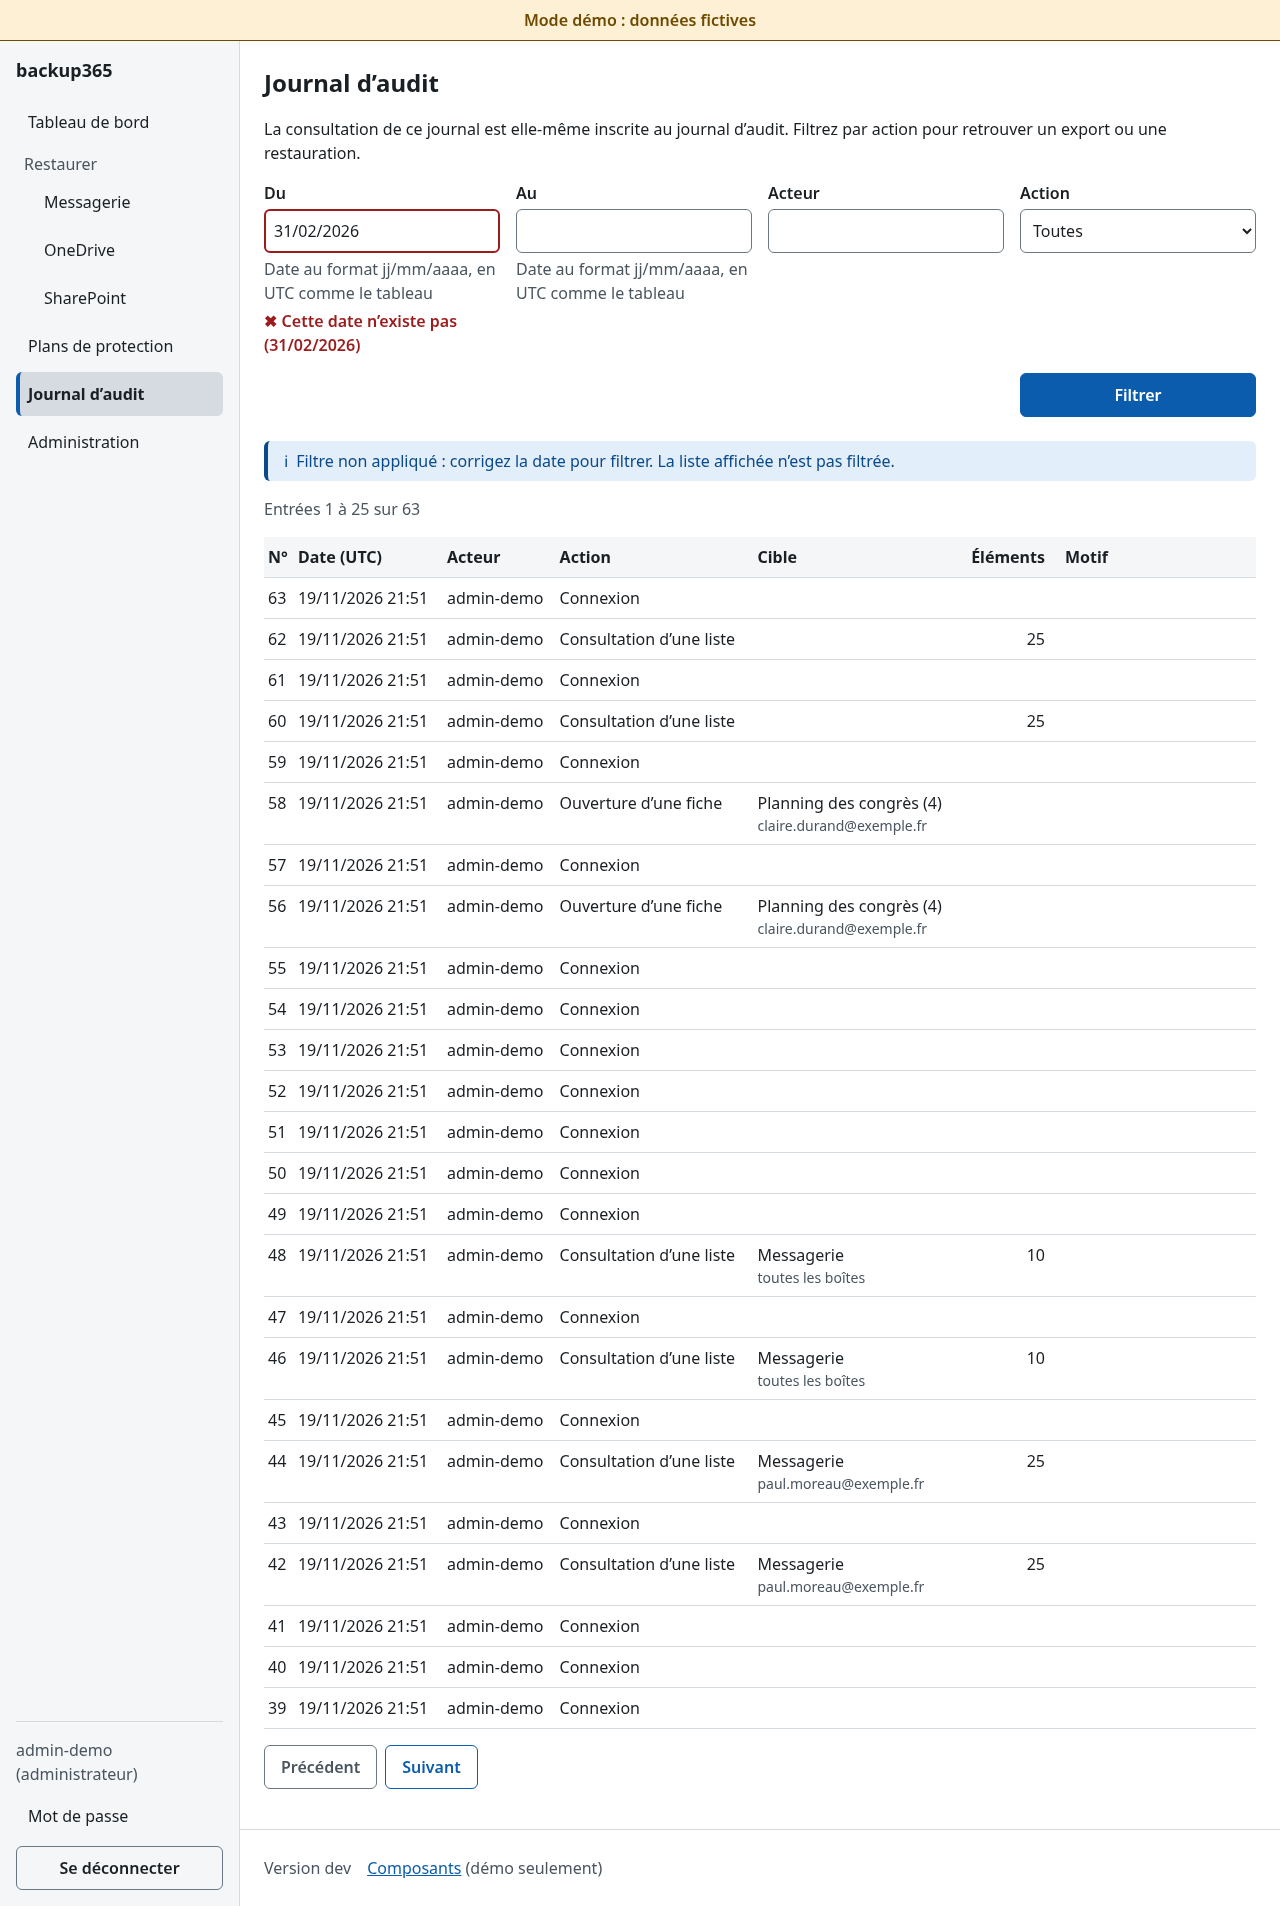 Mode démo : données fictives
backup365
Tableau de bord
Restaurer
Messagerie
OneDrive
SharePoint
Plans de protection
Journal d’audit
Administration
admin-demo
(administrateur)
Mot de passe
Se déconnecter
Journal d’audit
La consultation de ce journal est elle-même inscrite au journal d’audit. Filtrez par action pour retrouver un export ou une
restauration.
Du Au Acteur Action
31/02/2026 Toutes
Date au format jj/mm/aaaa, en Date au format jj/mm/aaaa, en
UTC comme le tableau UTC comme le tableau
✖ Cette date n’existe pas
(31/02/2026)
Filtrer
i Filtre non appliqué : corrigez la date pour filtrer. La liste affichée n’est pas filtrée.
Entrées 1 à 25 sur 63
N° Date (UTC) Acteur Action Cible Éléments Motif
63 19/11/2026 21:51 admin-demo Connexion
62 19/11/2026 21:51 admin-demo Consultation d’une liste 25
61 19/11/2026 21:51 admin-demo Connexion
60 19/11/2026 21:51 admin-demo Consultation d’une liste 25
59 19/11/2026 21:51 admin-demo Connexion
58 19/11/2026 21:51 admin-demo Ouverture d’une fiche Planning des congrès (4)
claire.durand@exemple.fr
57 19/11/2026 21:51 admin-demo Connexion
56 19/11/2026 21:51 admin-demo Ouverture d’une fiche Planning des congrès (4)
claire.durand@exemple.fr
55 19/11/2026 21:51 admin-demo Connexion
54 19/11/2026 21:51 admin-demo Connexion
53 19/11/2026 21:51 admin-demo Connexion
52 19/11/2026 21:51 admin-demo Connexion
51 19/11/2026 21:51 admin-demo Connexion
50 19/11/2026 21:51 admin-demo Connexion
49 19/11/2026 21:51 admin-demo Connexion
48 19/11/2026 21:51 admin-demo Consultation d’une liste Messagerie 10
toutes les boîtes
47 19/11/2026 21:51 admin-demo Connexion
46 19/11/2026 21:51 admin-demo Consultation d’une liste Messagerie 10
toutes les boîtes
45 19/11/2026 21:51 admin-demo Connexion
44 19/11/2026 21:51 admin-demo Consultation d’une liste Messagerie 25
paul.moreau@exemple.fr
43 19/11/2026 21:51 admin-demo Connexion
42 19/11/2026 21:51 admin-demo Consultation d’une liste Messagerie 25
paul.moreau@exemple.fr
41 19/11/2026 21:51 admin-demo Connexion
40 19/11/2026 21:51 admin-demo Connexion
39 19/11/2026 21:51 admin-demo Connexion
Précédent Suivant
Version dev Composants (démo seulement)